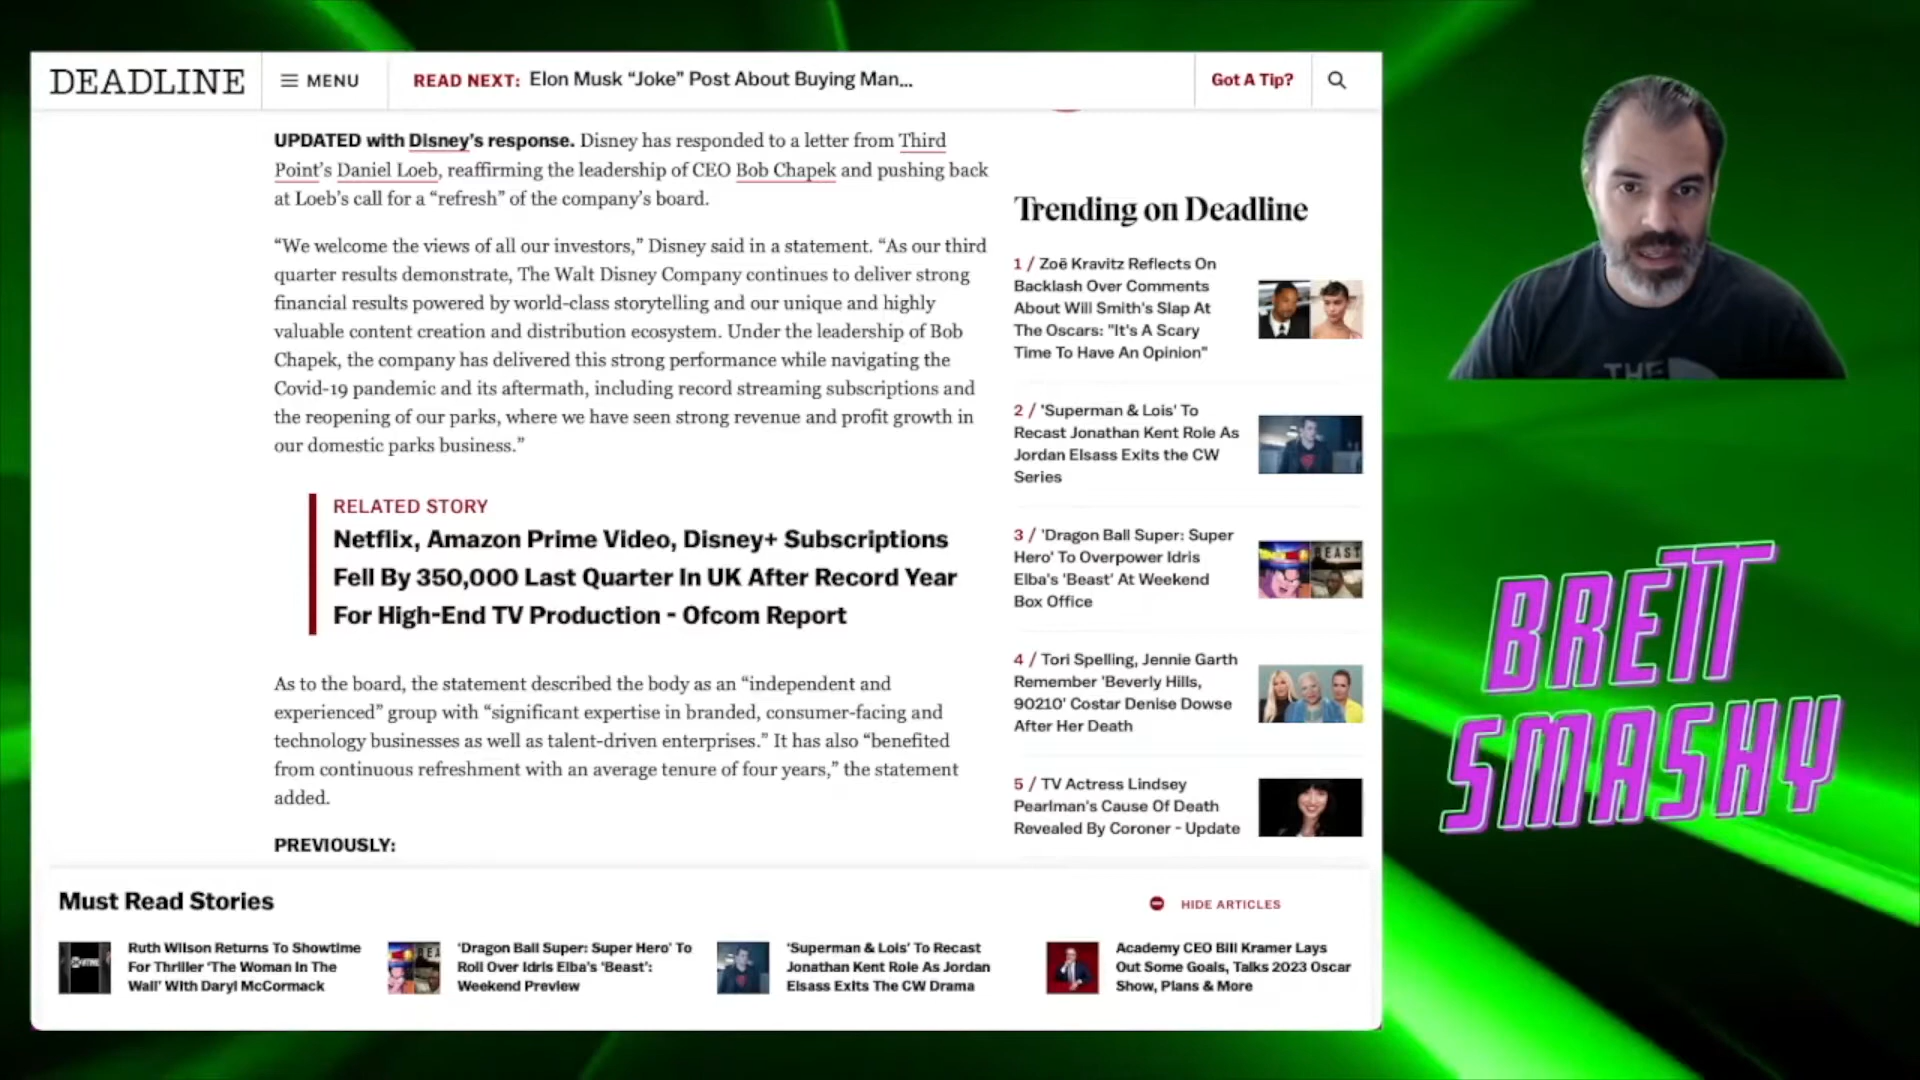 DEADLINE
MENU
READ NEXT: Elon Musk “Joke” Post About Buying Man...
Got A Tip?
UPDATED with Disney’s response. Disney has responded to a letter from Third
Point’s Daniel Loeb, reaffirming the leadership of CEO Bob Chapek and pushing back
at Loeb’s call for a “refresh” of the company’s board.
“We welcome the views of all our investors,” Disney said in a statement. “As our third
quarter results demonstrate, The Walt Disney Company continues to deliver strong
financial results powered by world-class storytelling and our unique and highly
valuable content creation and distribution ecosystem. Under the leadership of Bob
Chapek, the company has delivered this strong performance while navigating the
Covid-19 pandemic and its aftermath, including record streaming subscriptions and
the reopening of our parks, where we have seen strong revenue and profit growth in
our domestic parks business.”
RELATED STORY
Netflix, Amazon Prime Video, Disney+ Subscriptions
Fell By 350,000 Last Quarter In UK After Record Year
For High-End TV Production - Ofcom Report
As to the board, the statement described the body as an “independent and
experienced” group with “significant expertise in branded, consumer-facing and
technology businesses as well as talent-driven enterprises.” It has also “benefited
from continuous refreshment with an average tenure of four years,” the statement
added.
PREVIOUSLY:
Trending on Deadline
1 / Zoë Kravitz Reflects On
Backlash Over Comments
About Will Smith's Slap At
The Oscars: "It's A Scary
Time To Have An Opinion"
2 / 'Superman & Lois' To
Recast Jonathan Kent Role As
Jordan Elsass Exits the CW
Series
3 / 'Dragon Ball Super: Super
Hero' To Overpower Idris
Elba's 'Beast' At Weekend
Box Office
BEAST
4 / Tori Spelling, Jennie Garth
Remember 'Beverly Hills,
90210' Costar Denise Dowse
After Her Death
5 / TV Actress Lindsey
Pearlman's Cause Of Death
Revealed By Coroner - Update
Must Read Stories
HIDE ARTICLES
SHOWTIME
Ruth Wilson Returns To Showtime
For Thriller ‘The Woman In The
Wall’ With Daryl McCormack
‘Dragon Ball Super: Super Hero’ To
Roll Over Idris Elba’s ‘Beast’:
Weekend Preview
‘Superman & Lois’ To Recast
Jonathan Kent Role As Jordan
Elsass Exits The CW Drama
Academy CEO Bill Kramer Lays
Out Some Goals, Talks 2023 Oscar
Show, Plans & More
THE
BRETT
SMASHY